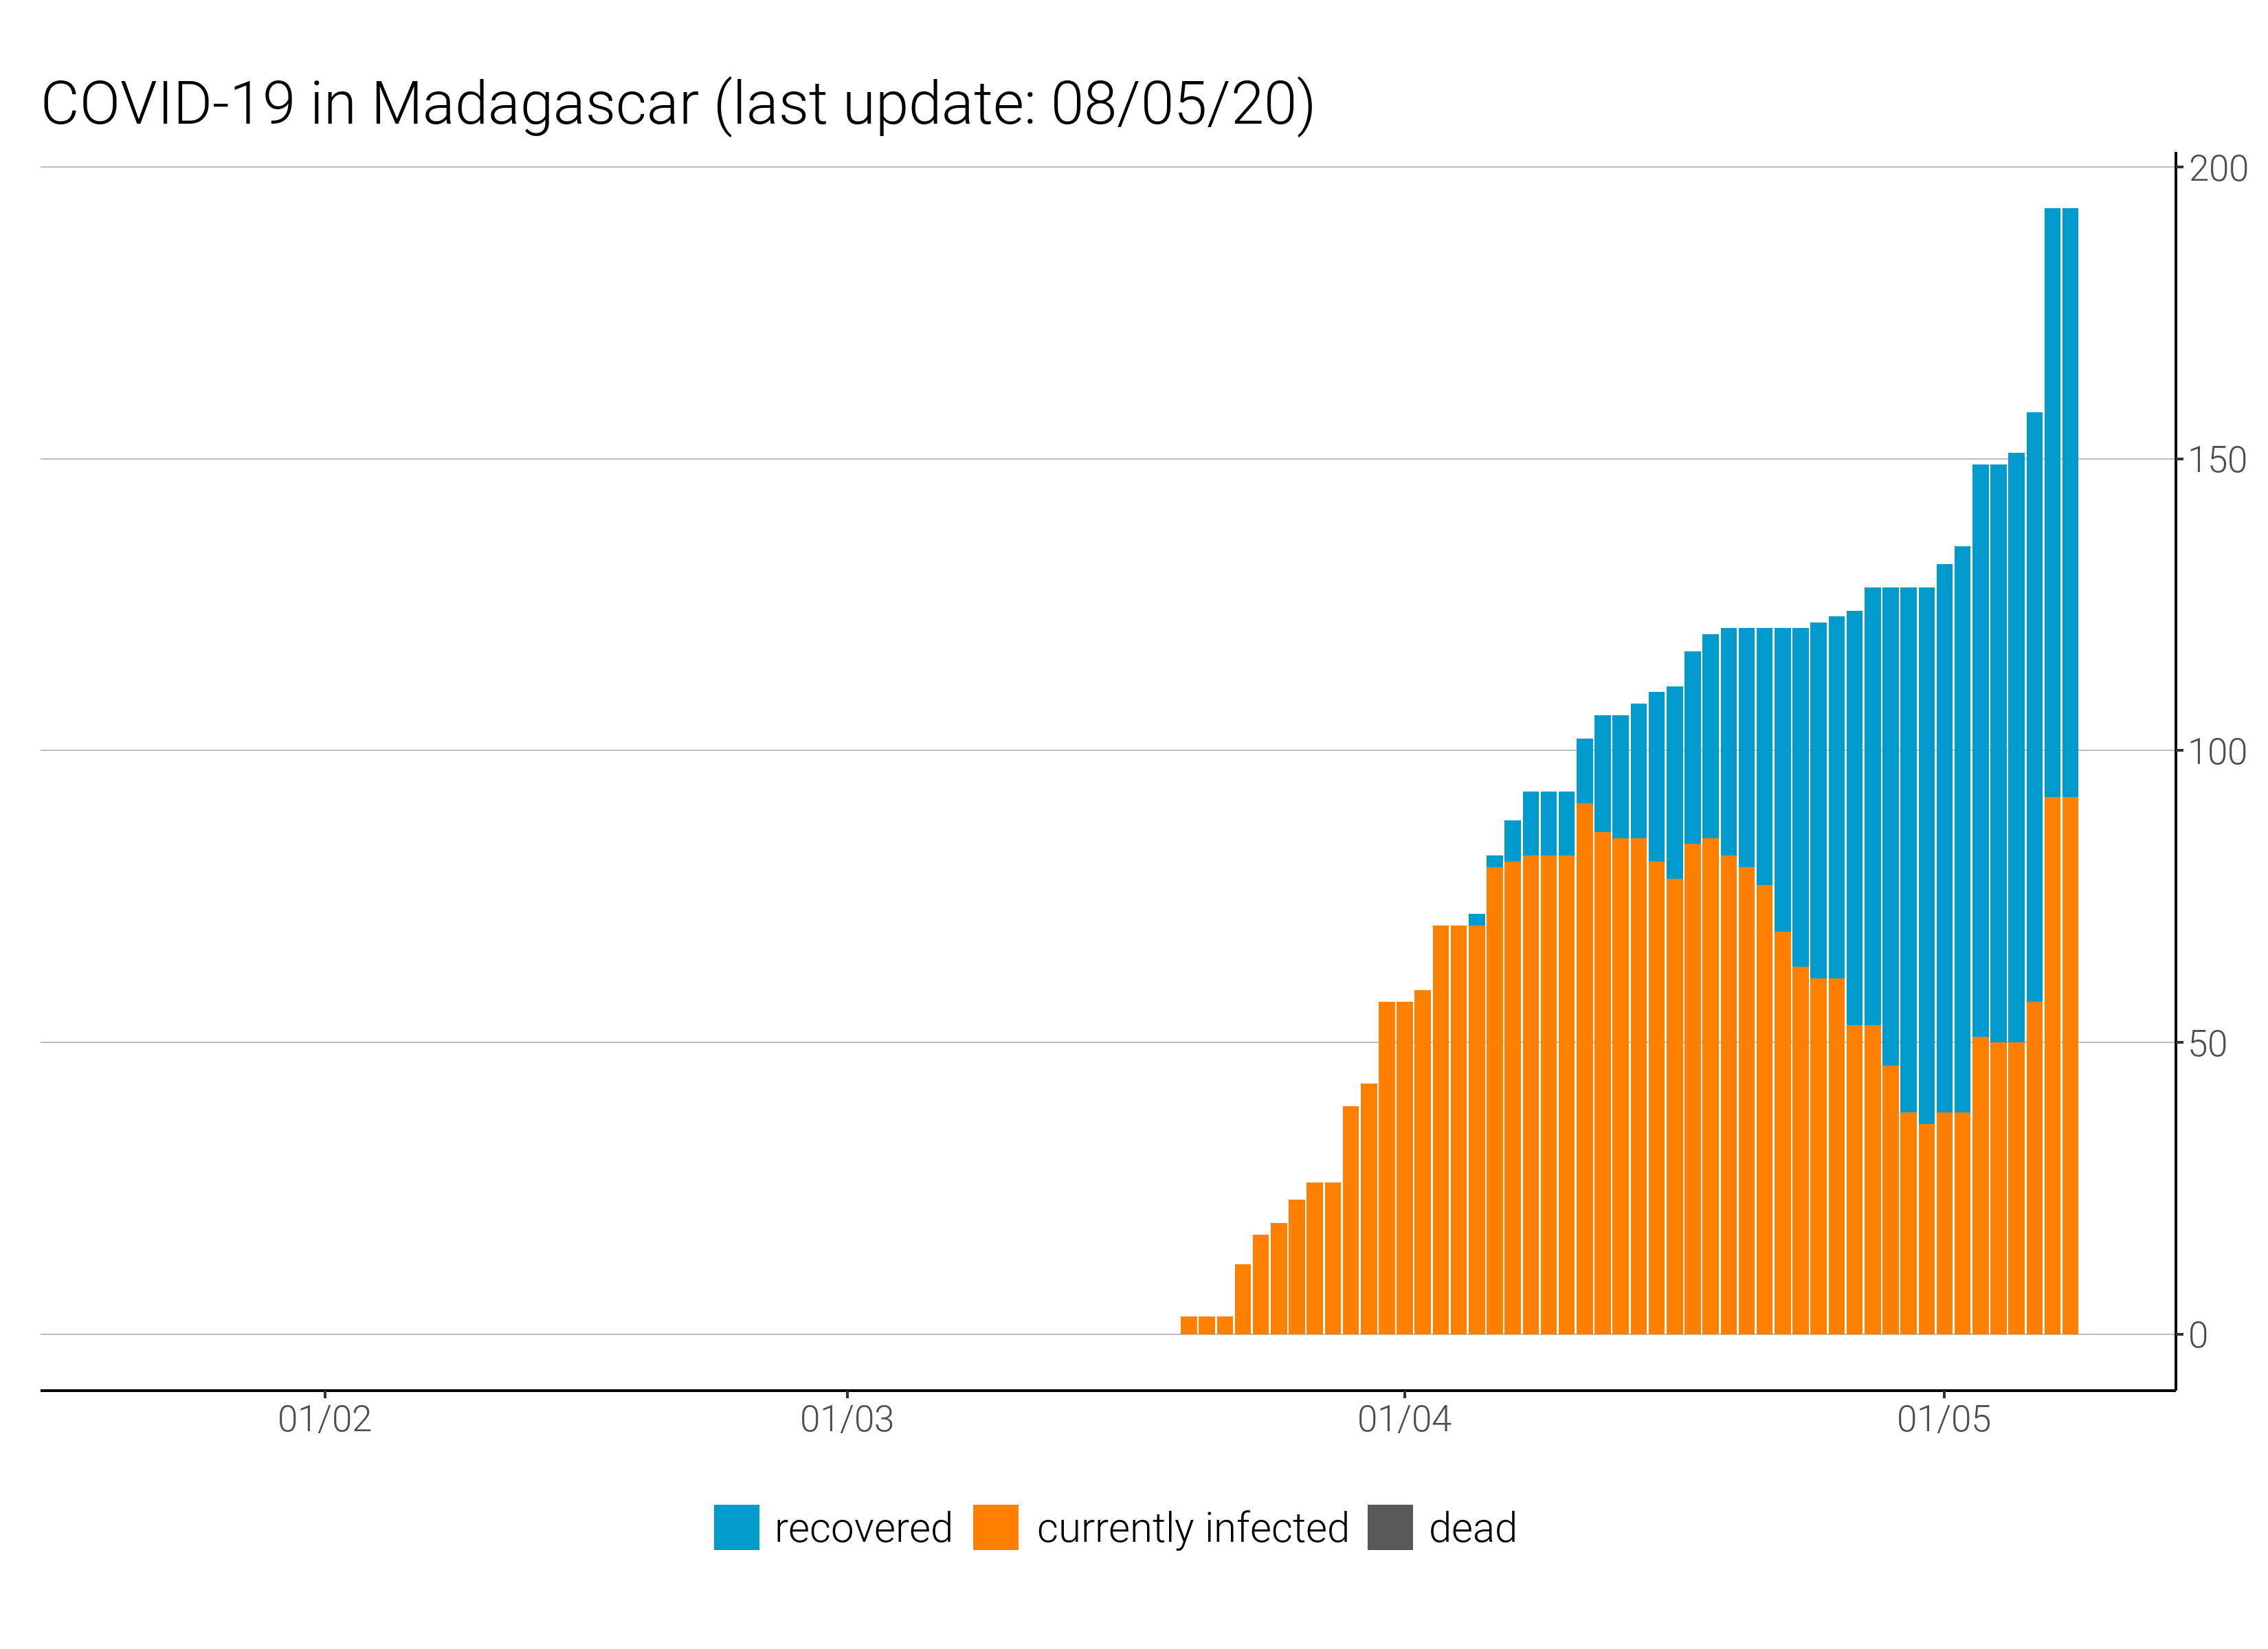 COVID-19 in Madagascar (last update: 08/05/20)
200
150
100
50
0
01/02 01/03 01/04 01/05
recovered currently infected dead